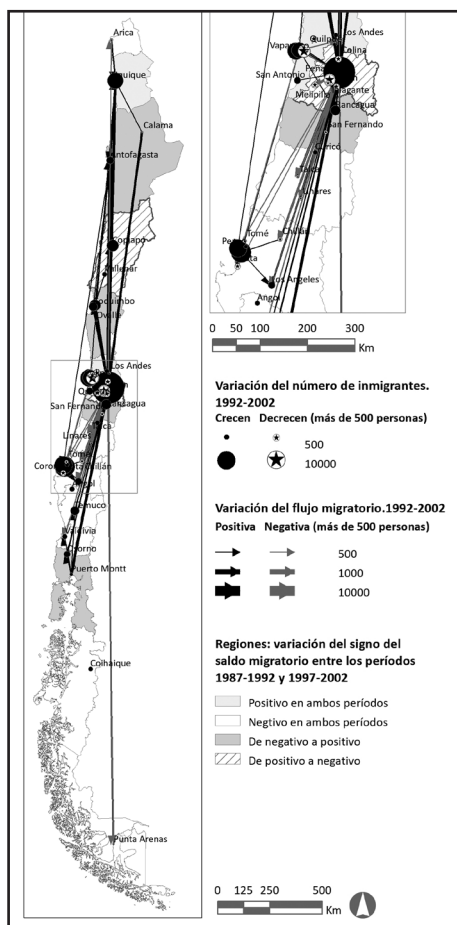 Arica
Iquique
Calama
Antofagasta
Copiapó
Vallenar
Coquimbo
Ovalle
Los Andes
San Fernando
Rancagua
Talca
Linares
Tomé
Chillán
Angol
Temuco
Valdivia
Osorno
Puerto Montt
Coihaique
Punta Arenas
Quilpué
Los Andes
Colina
San Antonio
Melipilla
Rancagua
San Fernando
Curicó
Talca
Linares
Tomé
Chillán
Los Angeles
Angol
0 50 100 200 300
Km
Variación del número de inmigrantes.
1992-2002
Crecen Decrecen (más de 500 personas)
500
10000
Variación del flujo migratorio.1992-2002
Positiva Negativa (más de 500 personas)
500
1000
10000
Regiones: variación del signo del
saldo migratorio entre los períodos
1987-1992 y 1997-2002
Positivo en ambos períodos
Negtivo en ambos períodos
De negativo a positivo
De positivo a negativo
0 125 250 500
Km